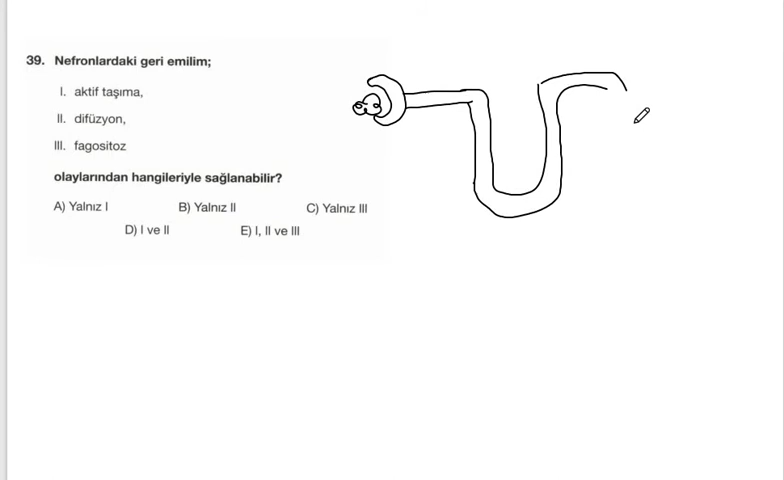 39. Nefronlardaki geri emilim;
I. aktif taşıma,
II. difüzyon,
III. fagositoz
olaylarından hangileriyle sağlanabilir?
A) Yalnız I B) Yalnız II C) Yalnız III
D) I ve II E) I, II ve III